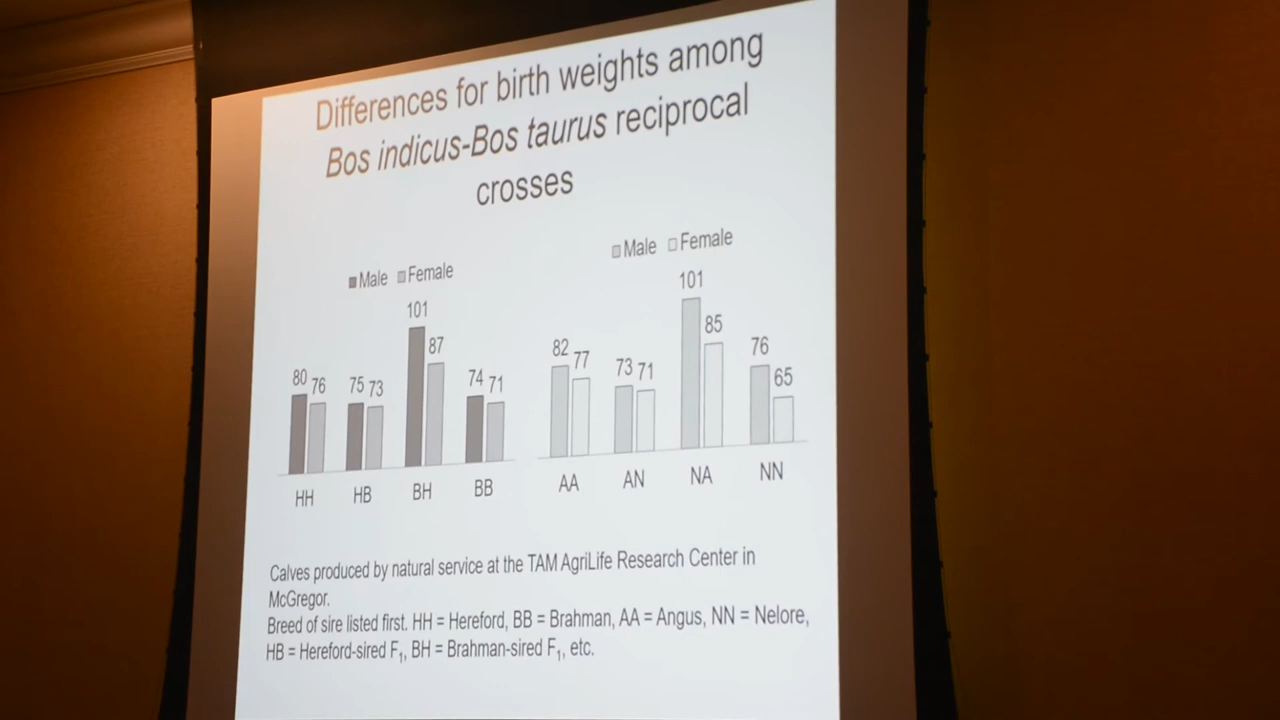 Differences for birth weights among
Bos indicus-Bos taurus reciprocal
crosses
Male Female
101
87
80 76 75 73 74 71
HH HB BH BB
Male Female
101
85
82 77 73 71 76 65
AA AN NA NN
Calves produced by natural service at the TAM AgriLife Research Center in
McGregor.
Breed of sire listed first. HH = Hereford, BB = Brahman, AA = Angus, NN = Nelore,
HB = Hereford-sired F1, BH = Brahman-sired F1, etc.